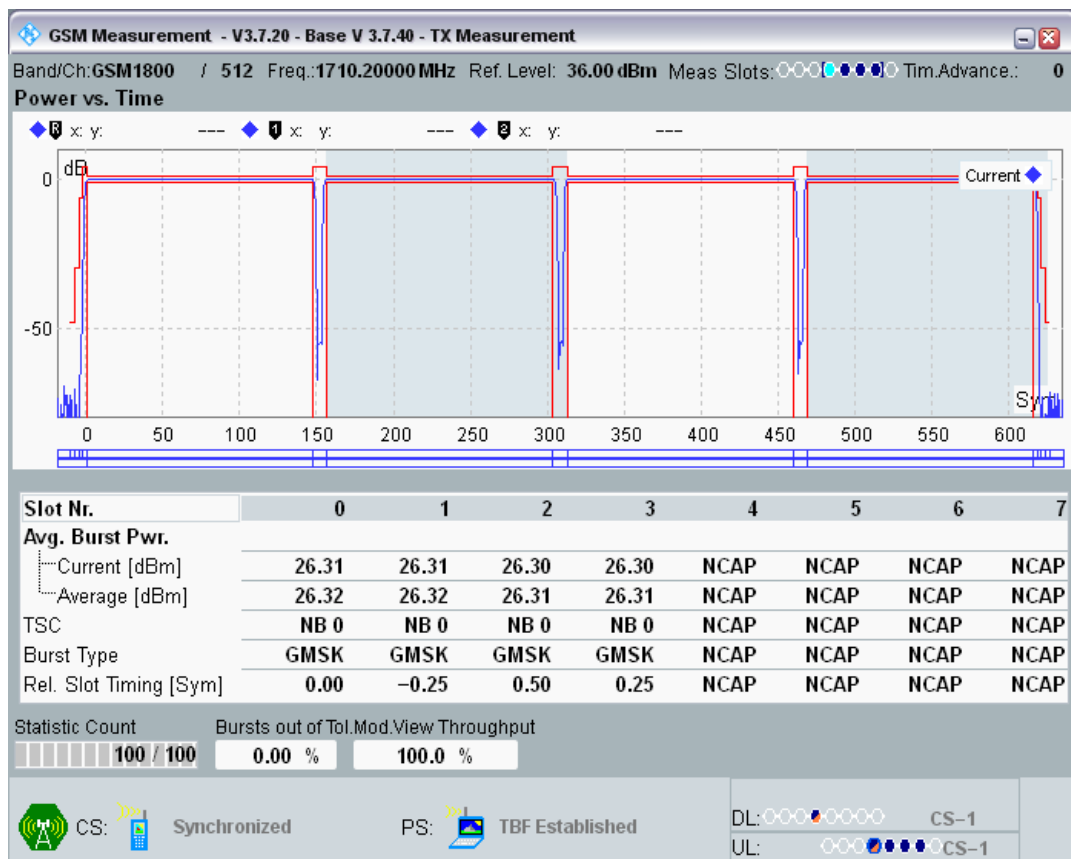 GSM Measurement - V3.7.20 - Base V 3.7.40 - TX Measurement
Band/Ch:GSM1800 / 512 Freq.:1710.20000 MHz Ref. Level: 36.00 dBm Meas Slots: Tim.Advance.: 0
Power vs. Time
R x: y: --- 1 x: y: --- 2 x: y: ---
dB
Current
0
-50
Sym
0 50 100 150 200 250 300 350 400 450 500 550 600
Slot Nr. 0 1 2 3 4 5 6 7
Avg. Burst Pwr.
Current [dBm] 26.31 26.31 26.30 26.30 NCAP NCAP NCAP NCAP
Average [dBm] 26.32 26.32 26.31 26.31 NCAP NCAP NCAP NCAP
TSC NB 0 NB 0 NB 0 NB 0 NCAP NCAP NCAP NCAP
Burst Type GMSK GMSK GMSK GMSK NCAP NCAP NCAP NCAP
Rel. Slot Timing [Sym] 0.00 −0.25 0.50 0.25 NCAP NCAP NCAP NCAP
Statistic Count Bursts out of Tol.Mod.View Throughput
100 / 100 0.00 % 100.0 %
CS: Synchronized PS: TBF Established
DL: CS−1
UL: CS−1